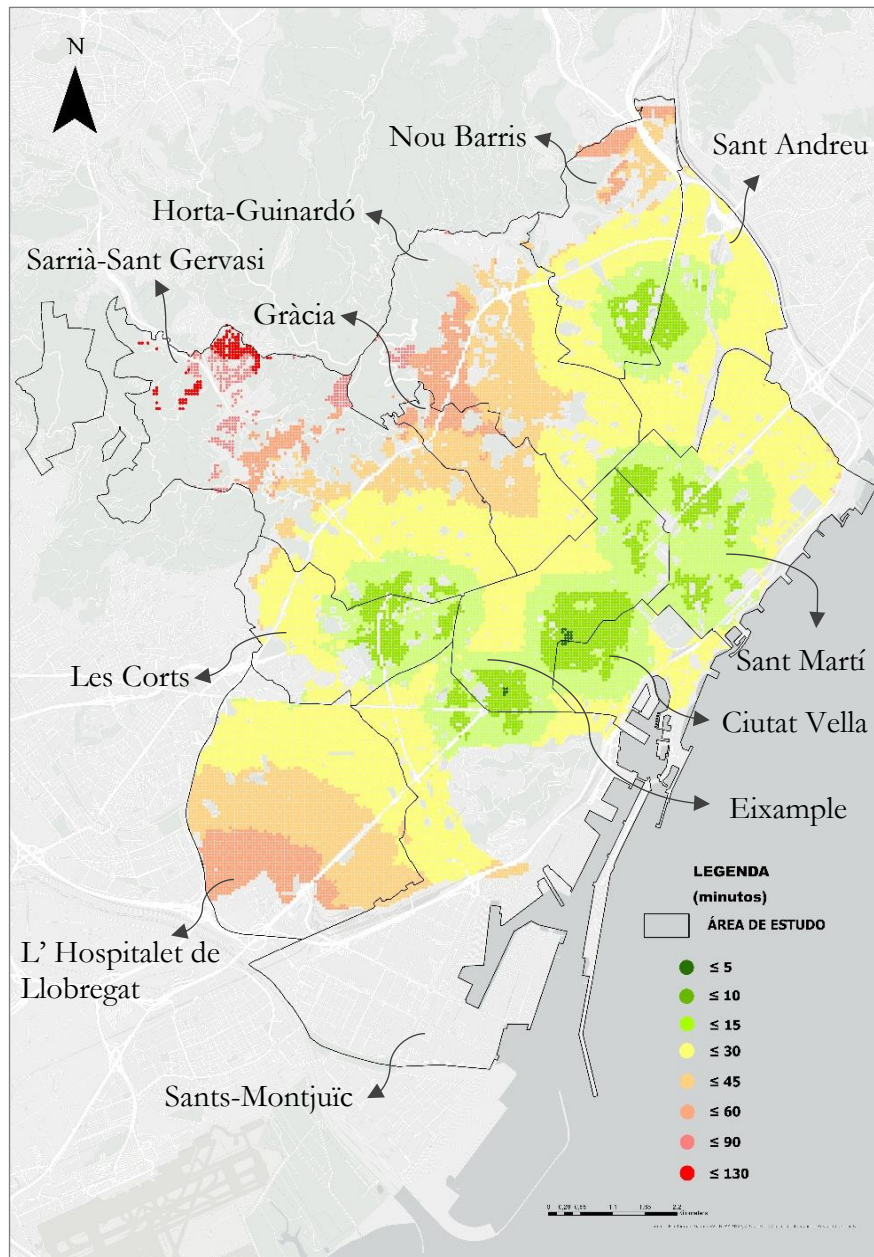 N
Nou Barris
Sant Andreu
Horta-Guinardó
Sarrià-Sant Gervasi
Gràcia
Les Corts
Sant Martí
Ciutat Vella
Eixample
L' Hospitalet de
Llobregat
Sants-Montjuïc
LEGENDA
(minutos)
ÁREA DE ESTUDO
≤ 5
≤ 10
≤ 15
≤ 30
≤ 45
≤ 60
≤ 90
≤ 130